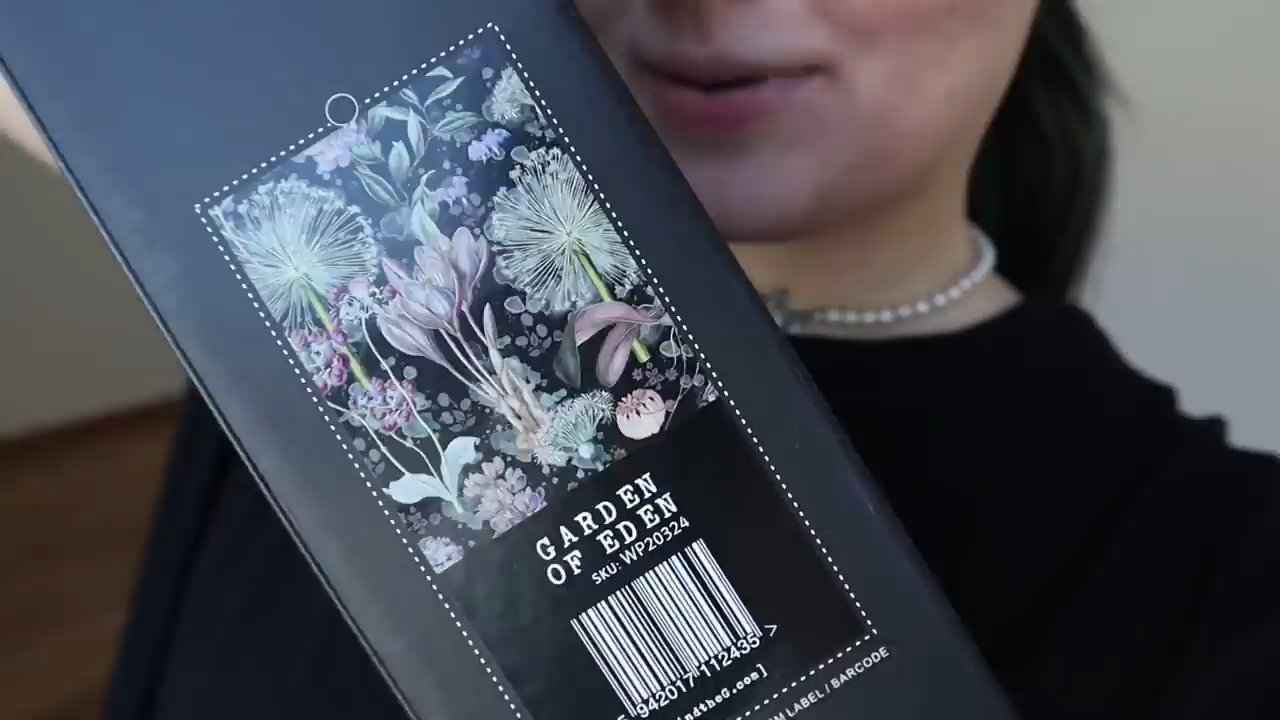 GARDEN
OF EDEN
SKU: WP20324
942017 112435 >
LABEL / BARCODE